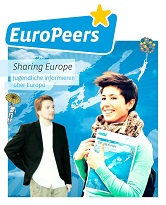 EuroPeers
Sharing Europe
Jugendliche informieren
über Europa